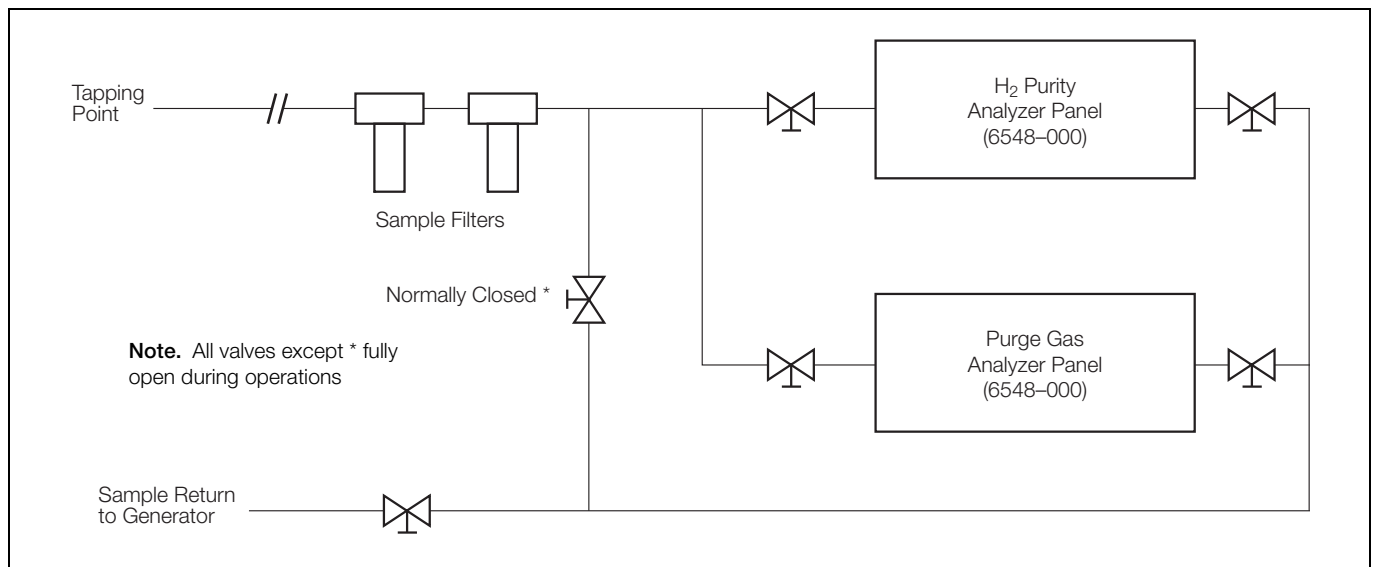 Tapping
Point
H₂ Purity
Analyzer Panel
(6548–000)
Sample Filters
Normally Closed *
Note. All valves except * fully
open during operations
Purge Gas
Analyzer Panel
(6548–000)
Sample Return
to Generator